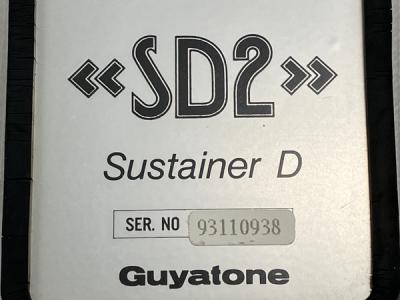 «SD2»
Sustainer D
SER. NO 93110938
Guyatone